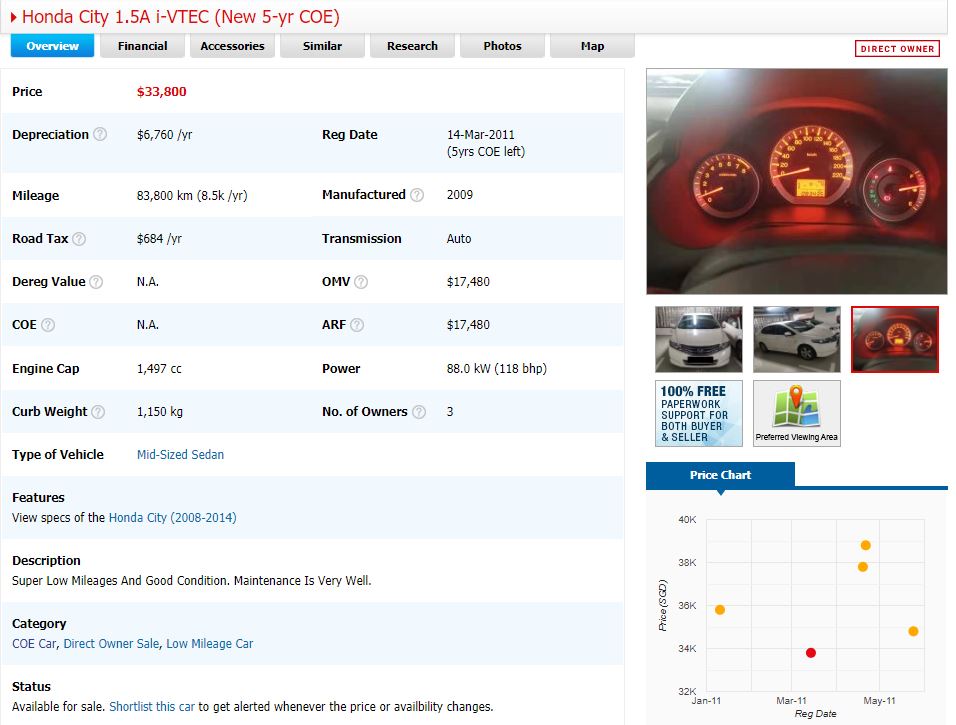 Honda City 1.5A i-VTEC (New 5-yr COE)
Overview Financial Accessories Similar Research Photos Map
DIRECT OWNER
Price $33,800
Depreciation ? $6,760 /yr Reg Date 14-Mar-2011
(5yrs COE left)
Mileage 83,800 km (8.5k /yr) Manufactured ? 2009
Road Tax ? $684 /yr Transmission Auto
Dereg Value ? N.A. OMV ? $17,480
COE ? N.A. ARF ? $17,480
Engine Cap 1,497 cc Power 88.0 kW (118 bhp)
Curb Weight ? 1,150 kg No. of Owners ? 3
Type of Vehicle Mid-Sized Sedan
Features
View specs of the Honda City (2008-2014)
Description
Super Low Mileages And Good Condition. Maintenance Is Very Well.
Category
COE Car, Direct Owner Sale, Low Mileage Car
Status
Available for sale. Shortlist this car to get alerted whenever the price or availbility changes.
100% FREE
PAPERWORK
SUPPORT FOR
BOTH BUYER
& SELLER
Preferred Viewing Area
Price Chart
40K
38K
36K
34K
32K
Price (SGD)
Jan-11 Mar-11 May-11
Reg Date